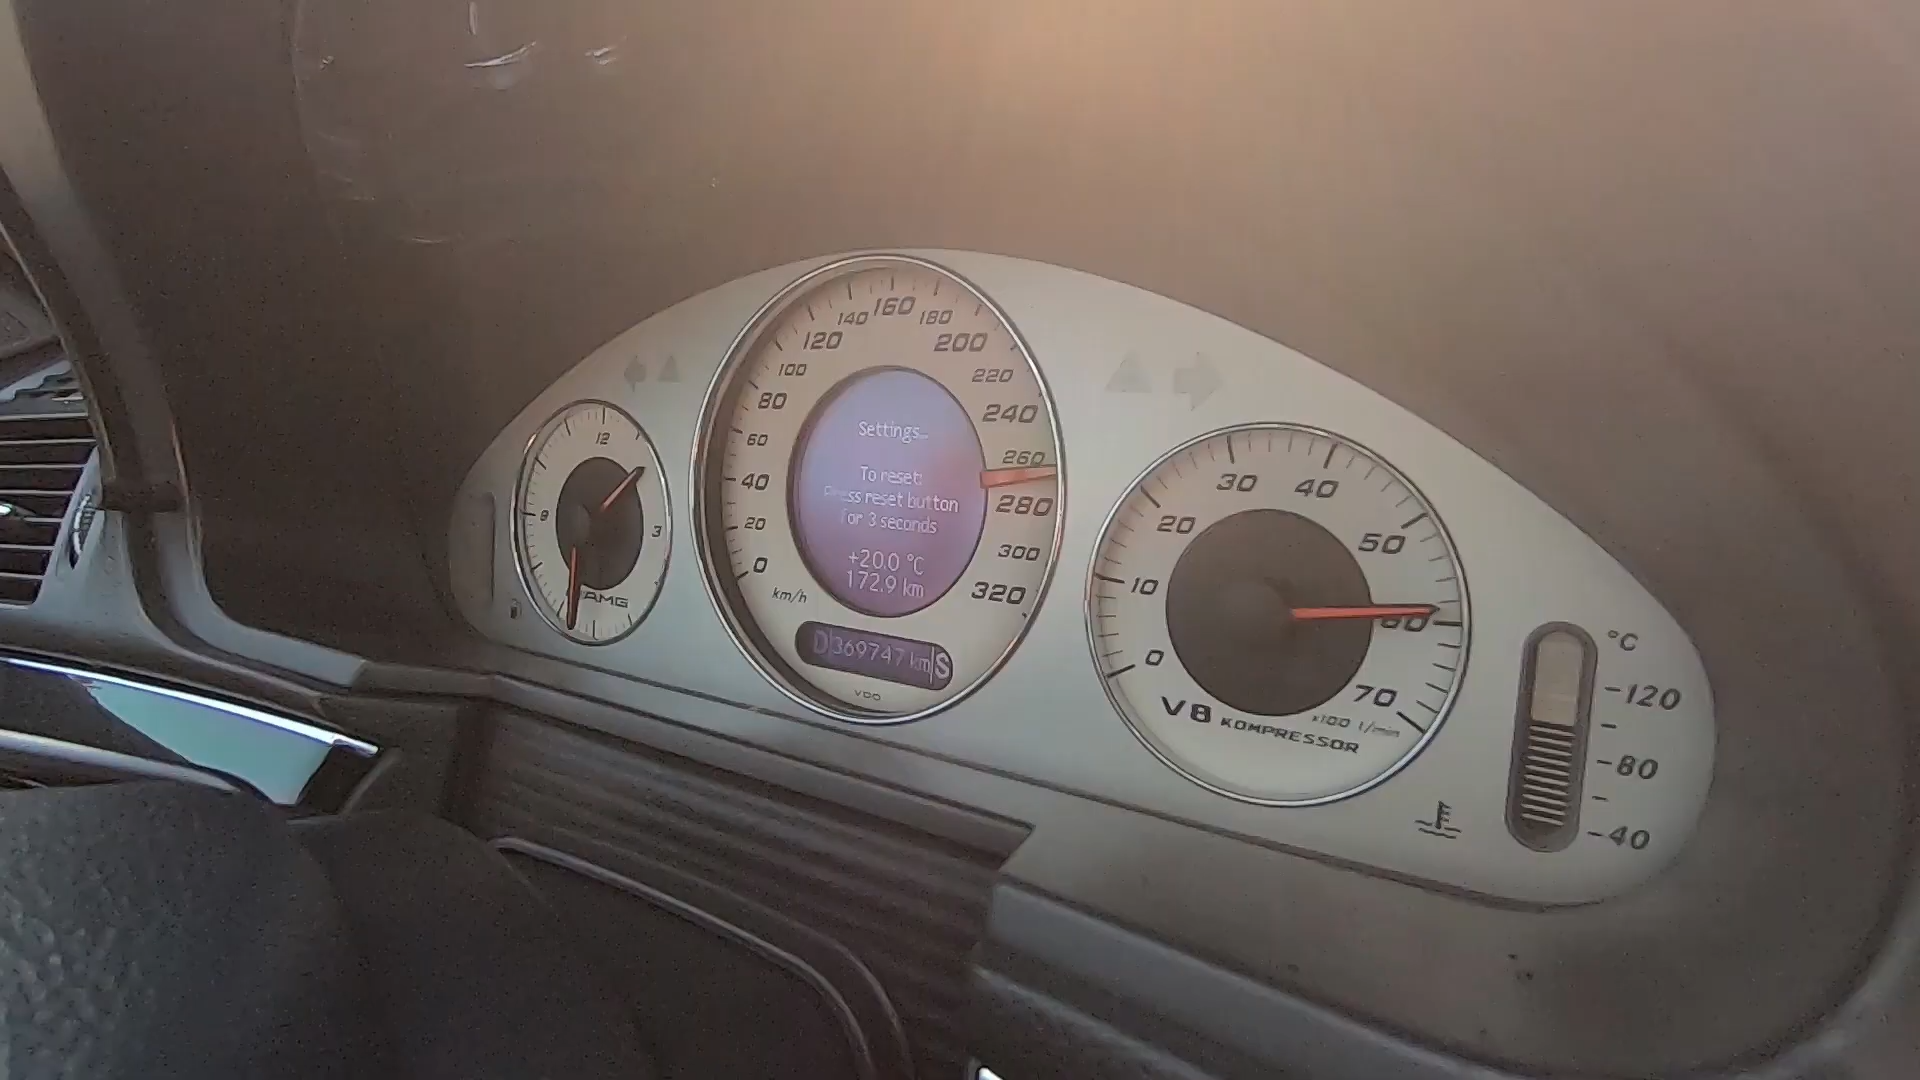 12
3
9
AMG
0
20
40
60
80
100
120
140
160
180
200
220
240
260
280
300
320
km/h
Settings...
To reset:
Press reset button
for 3 seconds
+20.0 °C
172.9 km
D 369747 km S
VDO
0
10
20
30
40
50
60
70
x100 1/min
V8 KOMPRESSOR
°C
120
80
40